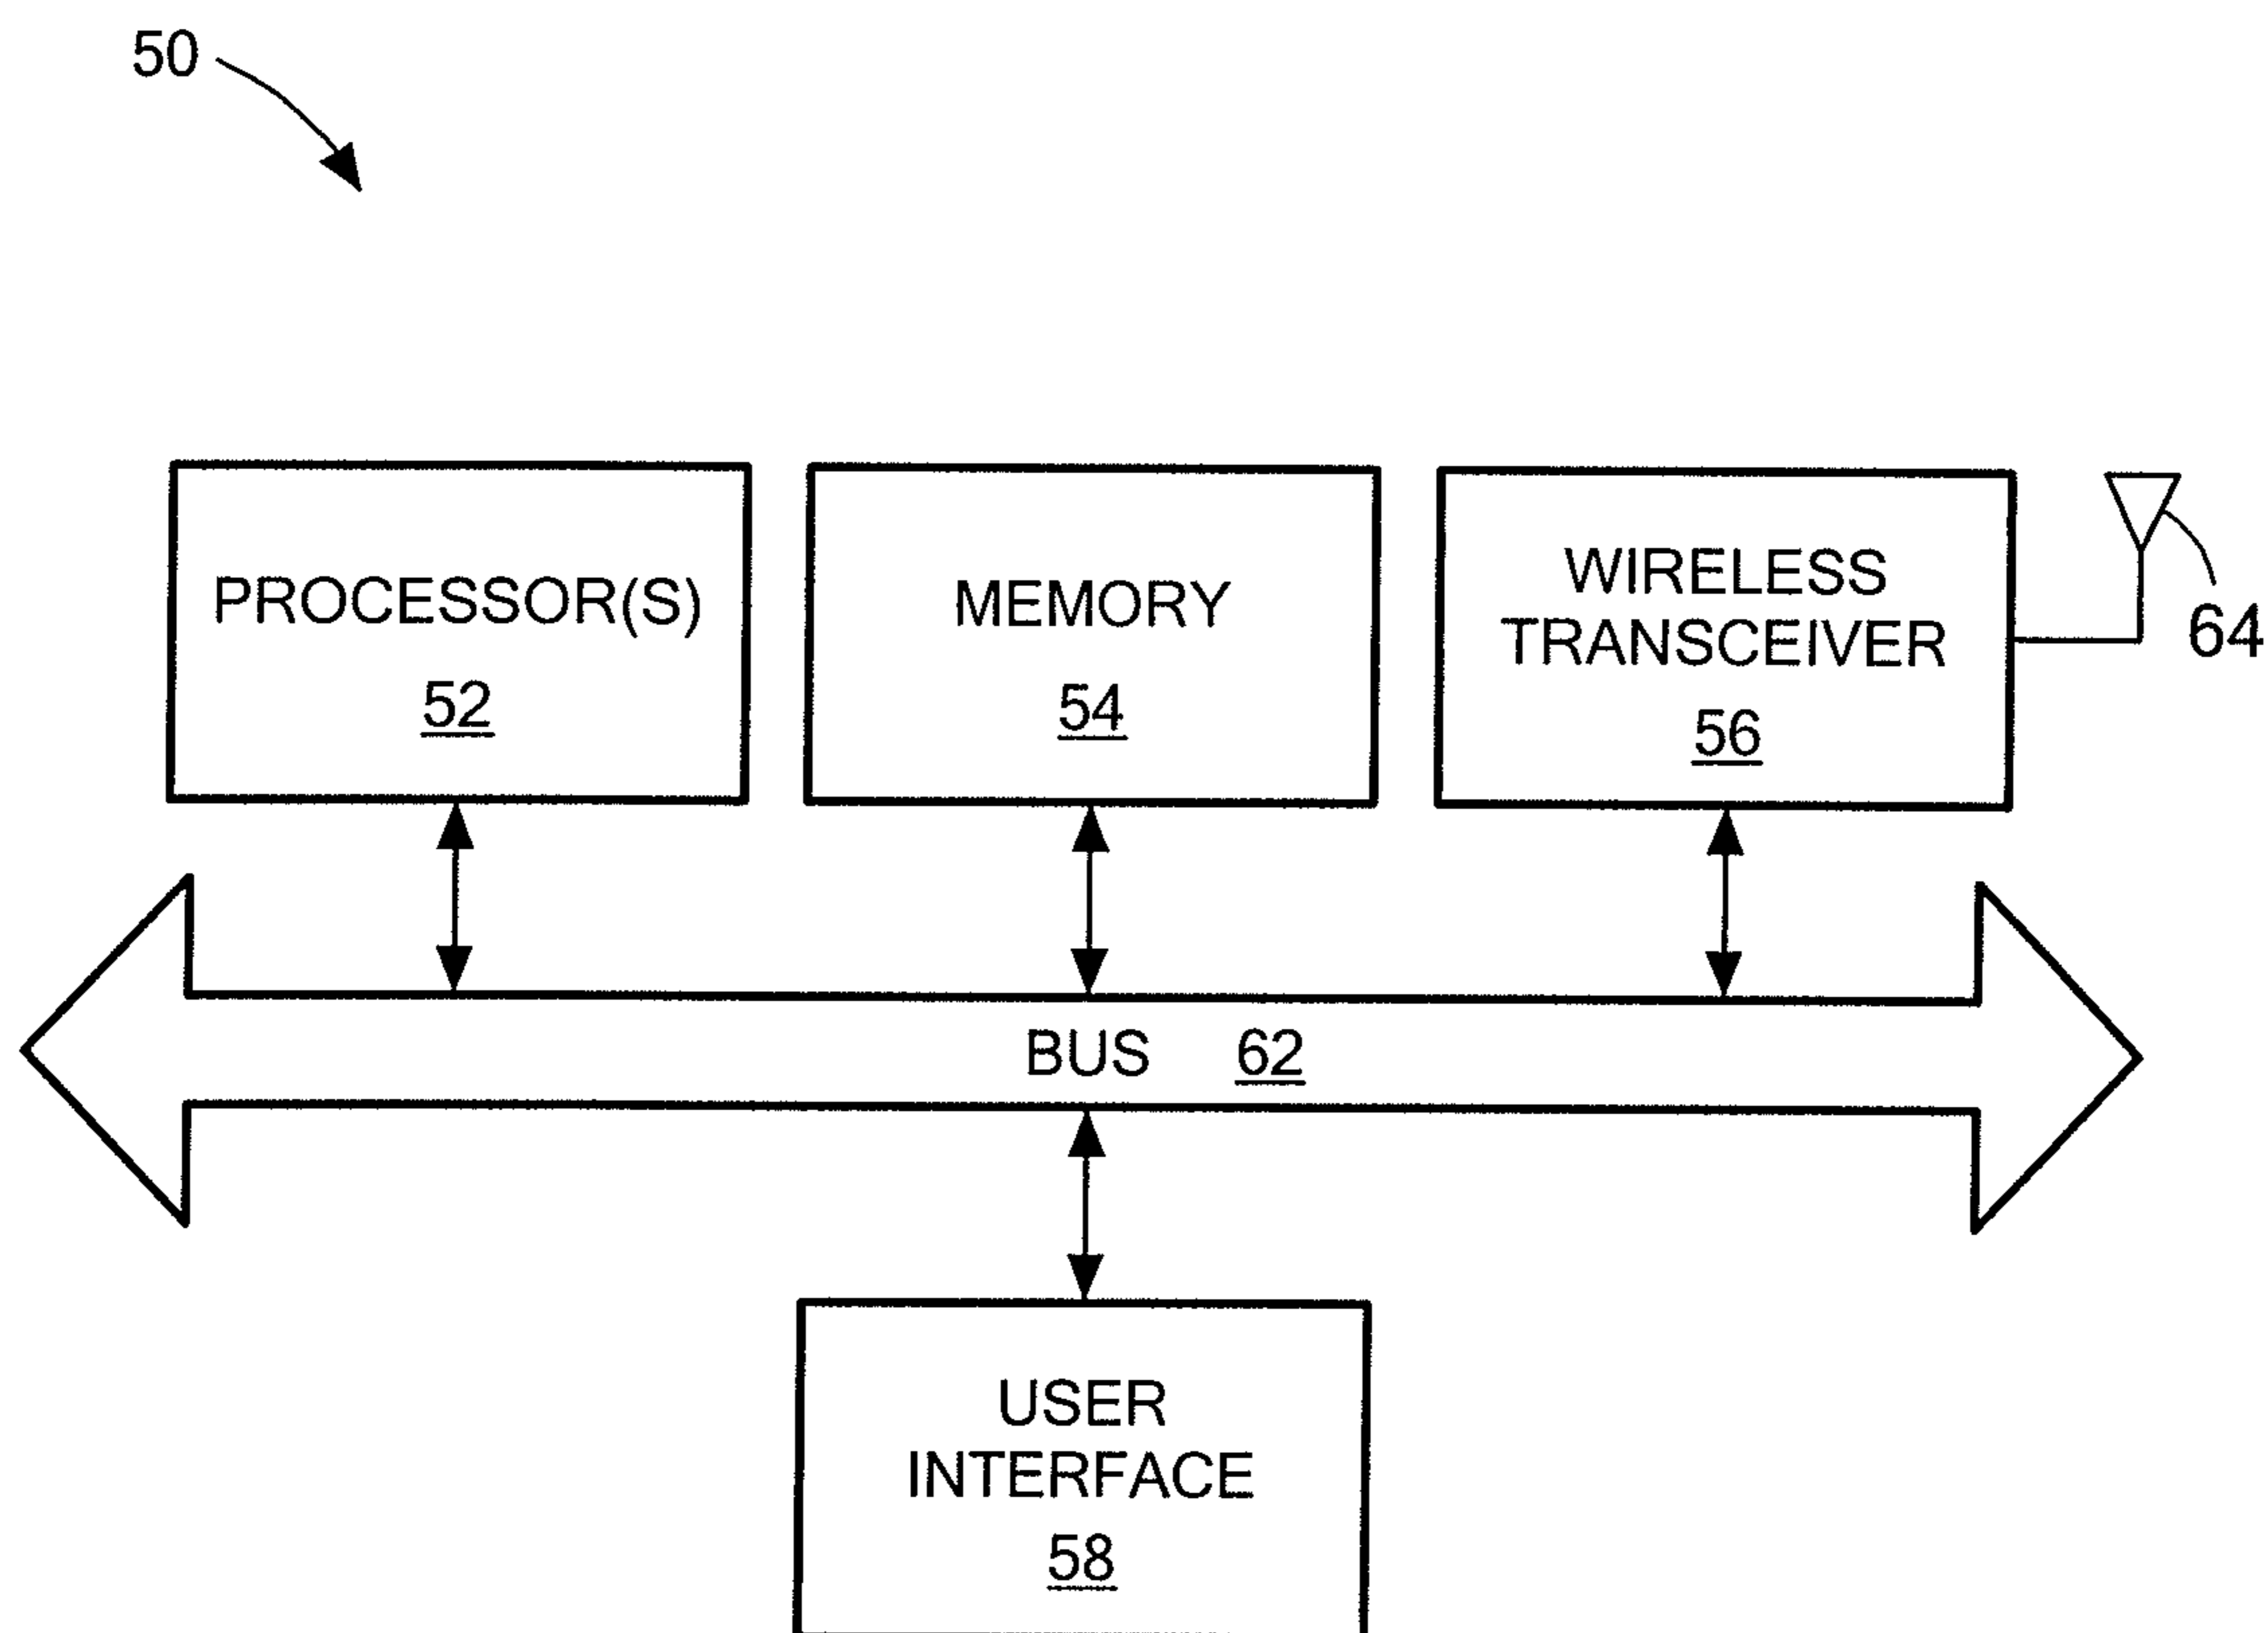 50
PROCESSOR(S)
52
MEMORY
54
WIRELESS
TRANSCEIVER
56
64
BUS 62
USER
INTERFACE
58